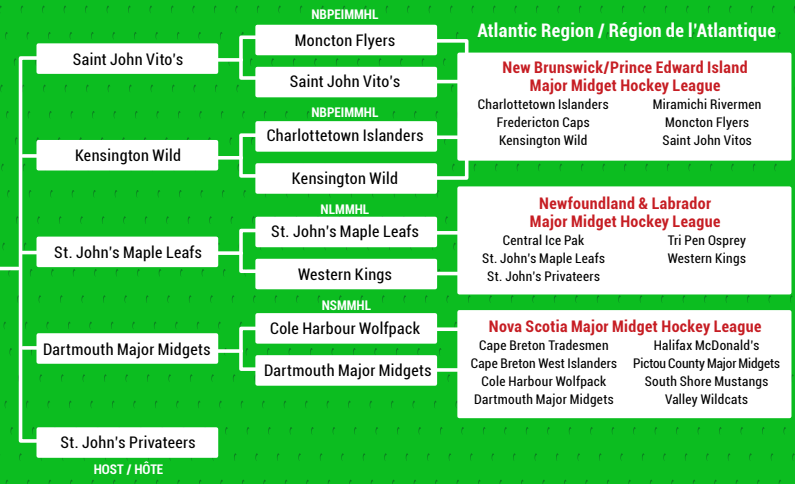 Atlantic Region / Région de l'Atlantique
NBPEIMMHL
Moncton Flyers
Saint John Vito's
Saint John Vito's
NBPEIMMHL
Charlottetown Islanders
Kensington Wild
Kensington Wild
NLMMHL
St. John's Maple Leafs
St. John's Maple Leafs
Western Kings
NSMMHL
Cole Harbour Wolfpack
Dartmouth Major Midgets
Dartmouth Major Midgets
St. John's Privateers
HOST / HÔTE
New Brunswick/Prince Edward Island
Major Midget Hockey League
Charlottetown Islanders
Fredericton Caps
Kensington Wild
Miramichi Rivermen
Moncton Flyers
Saint John Vitos
Newfoundland & Labrador
Major Midget Hockey League
Central Ice Pak
St. John's Maple Leafs
St. John's Privateers
Tri Pen Osprey
Western Kings
Nova Scotia Major Midget Hockey League
Cape Breton Tradesmen
Cape Breton West Islanders
Cole Harbour Wolfpack
Dartmouth Major Midgets
Halifax McDonald's
Pictou County Major Midgets
South Shore Mustangs
Valley Wildcats